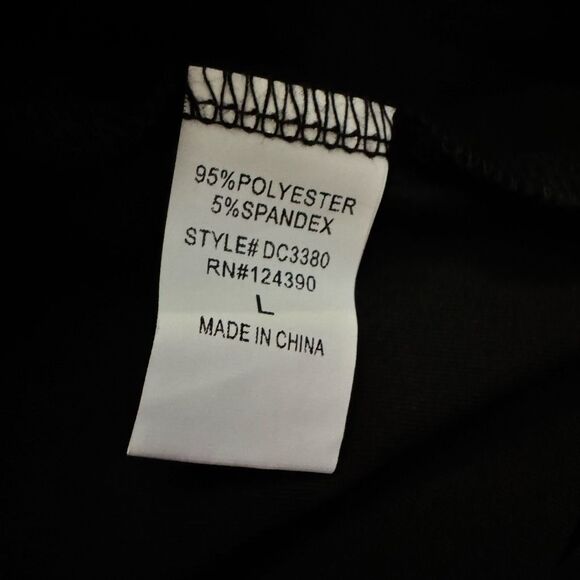 95%POLYESTER
5%SPANDEX
STYLE# DC3380
RN#124390
L
MADE IN CHINA